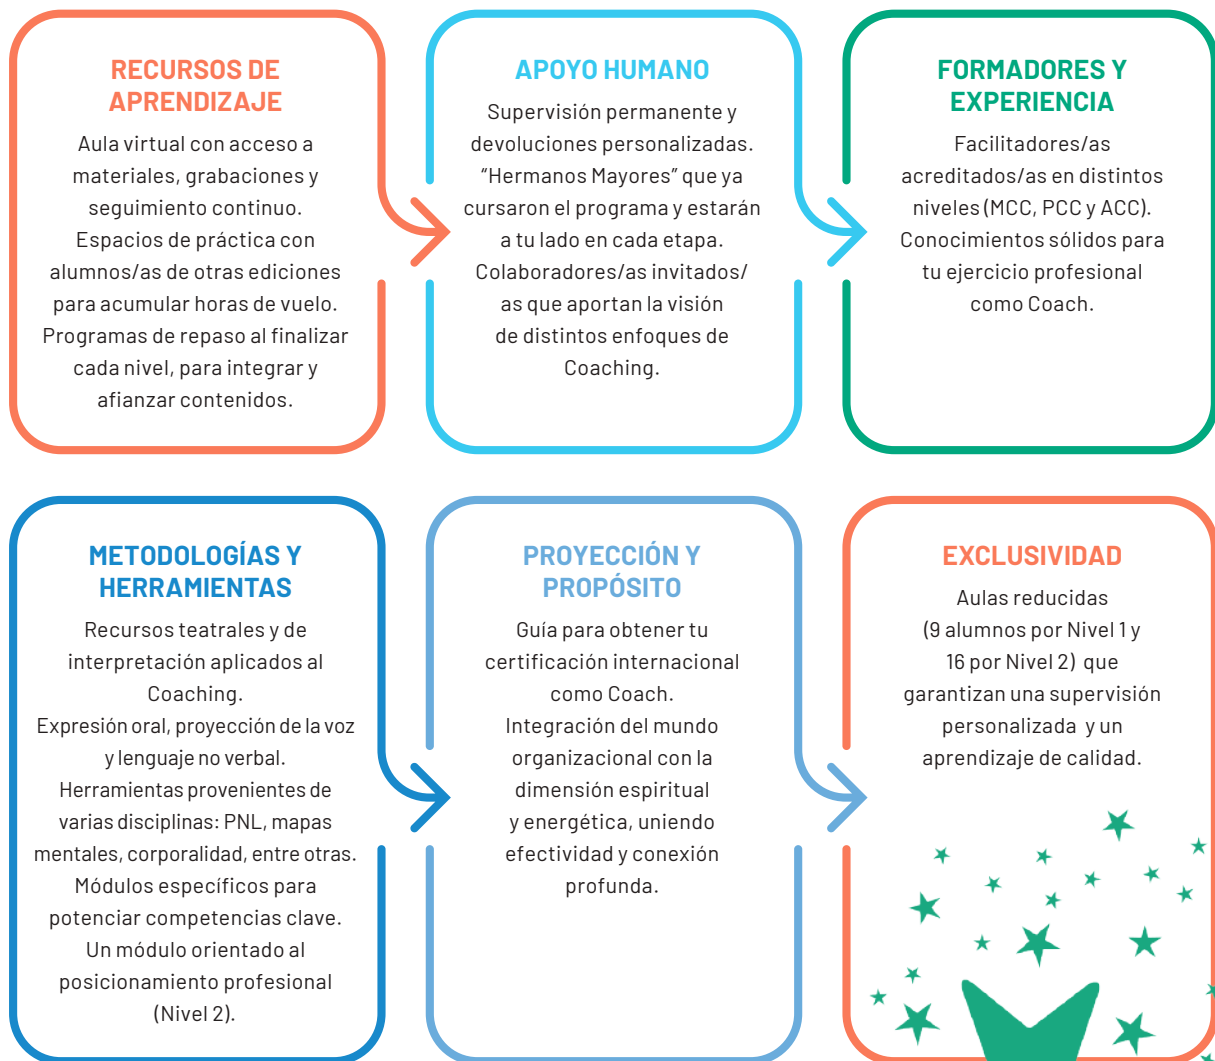 RECURSOS DE
APRENDIZAJE
Aula virtual con acceso a
materiales, grabaciones y
seguimiento continuo.
Espacios de práctica con
alumnos/as de otras ediciones
para acumular horas de vuelo.
Programas de repaso al finalizar
cada nivel, para integrar y
afianzar contenidos.
APOYO HUMANO
Supervisión permanente y
devoluciones personalizadas.
“Hermanos Mayores” que ya
cursaron el programa y estarán
a tu lado en cada etapa.
Colaboradores/as invitados/
as que aportan la visión
de distintos enfoques de
Coaching.
FORMADORES Y
EXPERIENCIA
Facilitadores/as
acreditados/as en distintos
niveles (MCC, PCC y ACC).
Conocimientos sólidos para
tu ejercicio profesional
como Coach.
METODOLOGÍAS Y
HERRAMIENTAS
Recursos teatrales y de
interpretación aplicados al
Coaching.
Expresión oral, proyección de la voz
y lenguaje no verbal.
Herramientas provenientes de
varias disciplinas: PNL, mapas
mentales, corporalidad, entre otras.
Módulos específicos para
potenciar competencias clave.
Un módulo orientado al
posicionamiento profesional
(Nivel 2).
PROYECCIÓN Y
PROPÓSITO
Guía para obtener tu
certificación internacional
como Coach.
Integración del mundo
organizacional con la
dimensión espiritual
y energética, uniendo
efectividad y conexión
profunda.
EXCLUSIVIDAD
Aulas reducidas
(9 alumnos por Nivel 1 y
16 por Nivel 2) que
garantizan una supervisión
personalizada y un
aprendizaje de calidad.